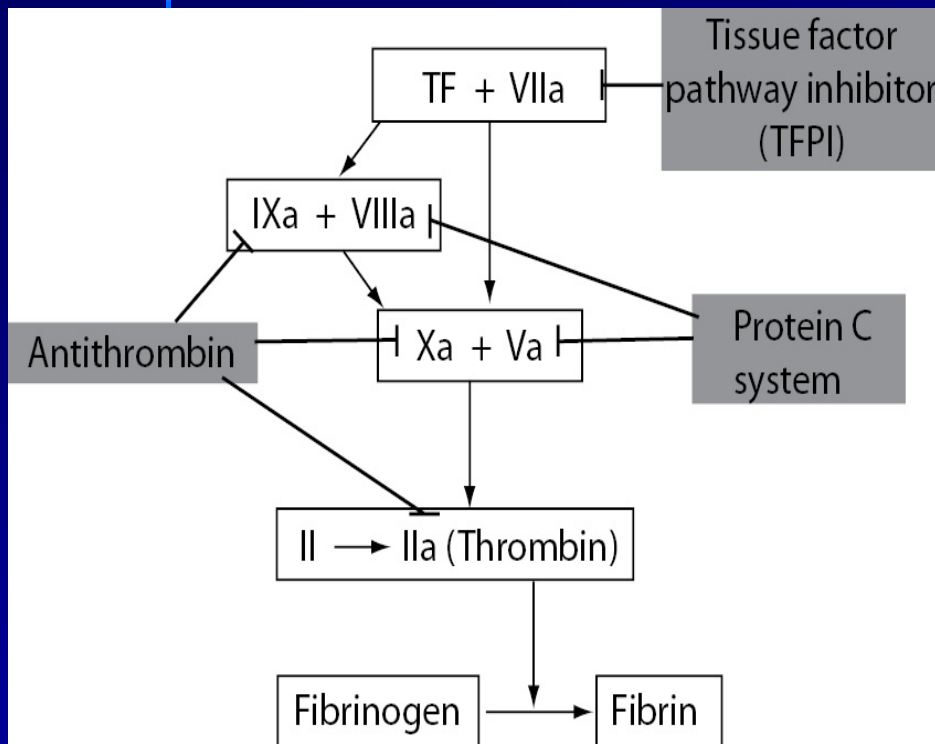 Tissue factor
pathway inhibitor
(TFPI)
TF + VIIa
IXa + VIIIa
Antithrombin
Xa + Va
Protein C
system
II → IIa (Thrombin)
Fibrinogen
Fibrin